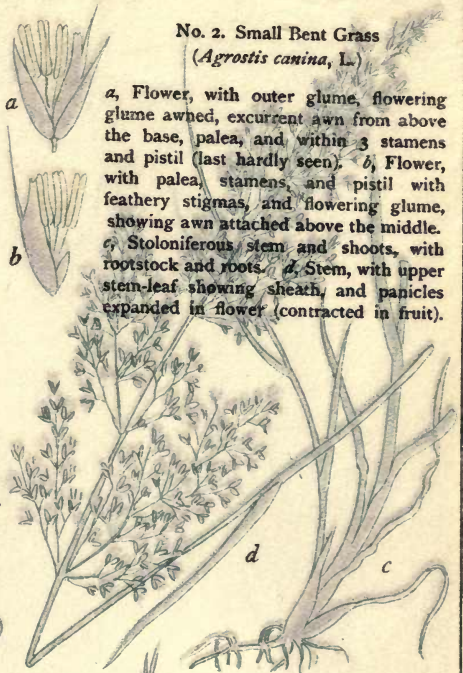 No. 2. Small Bent Grass
(Agrostis canina, L.)
a, Flower, with outer glume, flowering
glume awned, excurrent awn from above
the base, palea, and within 3 stamens
and pistil (last hardly seen). b, Flower,
with palea, stamens, and pistil with
feathery stigmas, and flowering glume,
showing awn attached above the middle.
c, Stoloniferous stem and shoots, with
rootstock and roots. d, Stem, with upper
stem-leaf showing sheath, and panicles
expanded in flower (contracted in fruit).
a
b
d
c